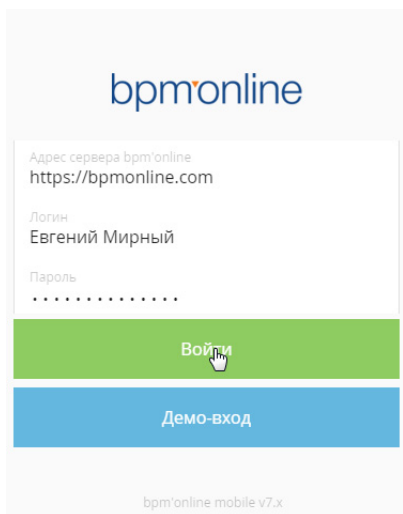 bpm'online
Адрес сервера bpm'online
https://bpmonline.com
Логин
Евгений Мирный
Пароль
••••••••••••••
Войти
Демо-вход
bpm'online mobile v7.x